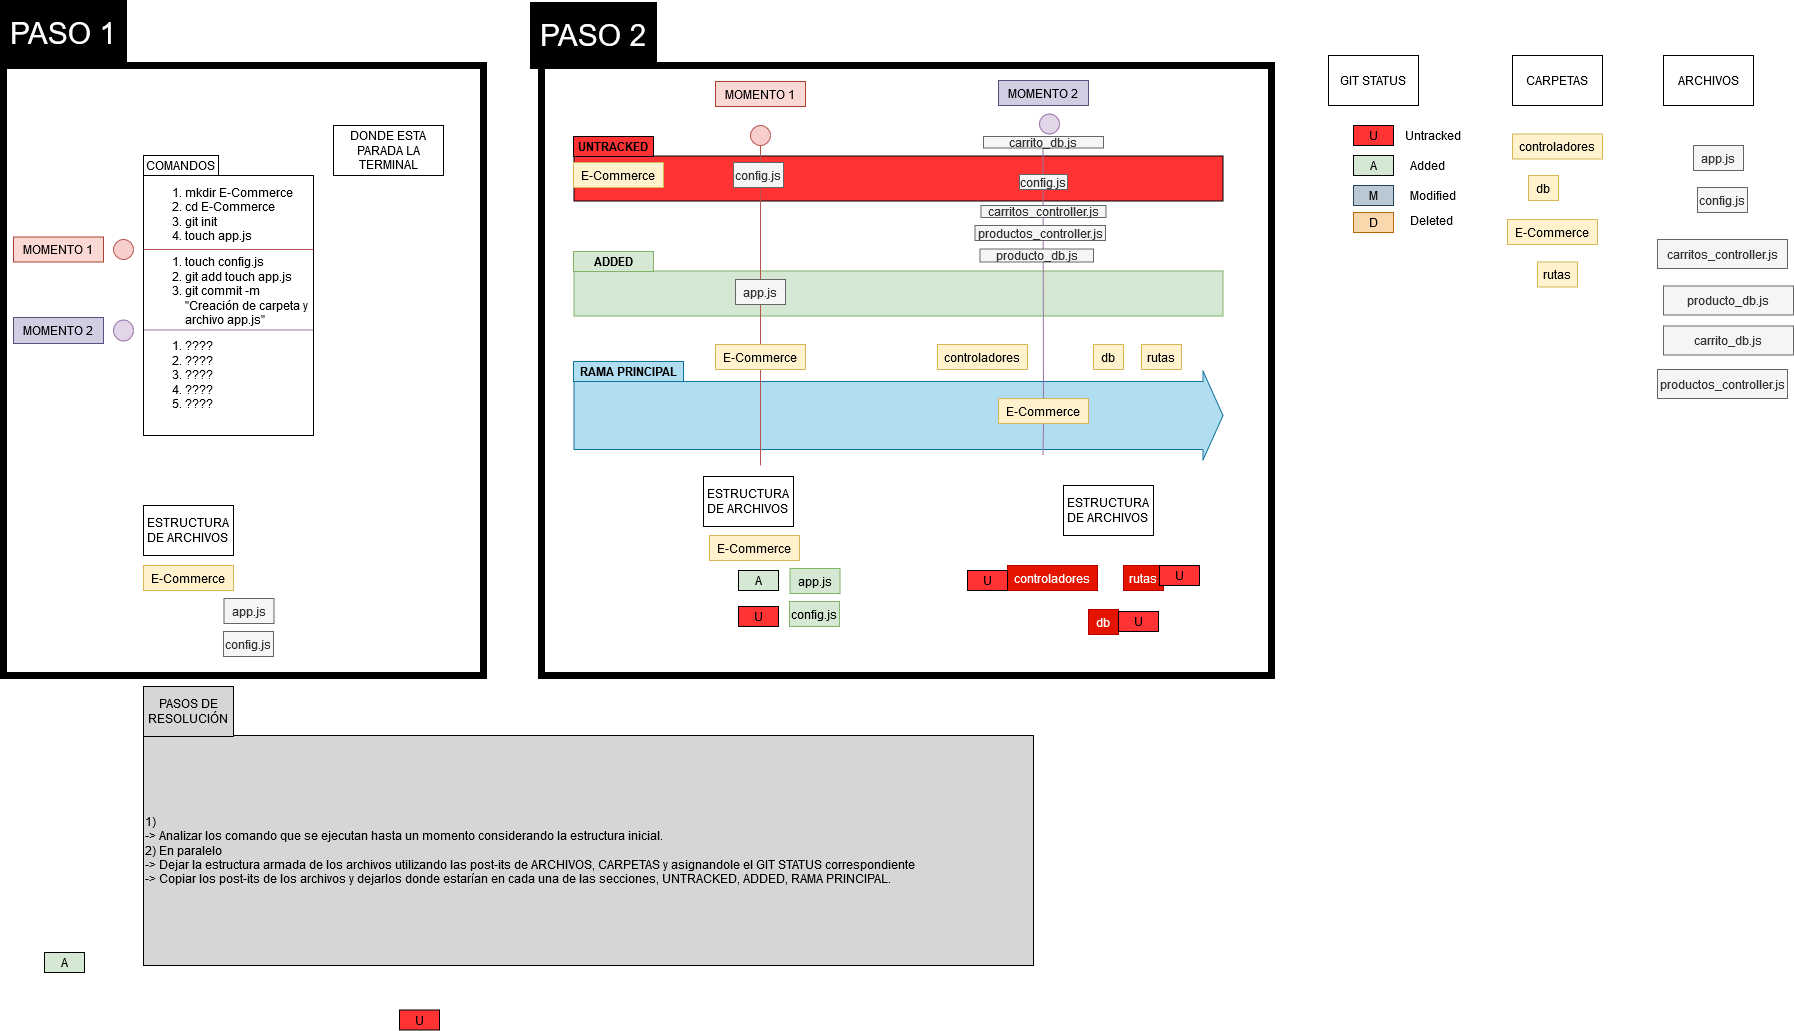 PASO 1
DONDE ESTA
PARADA LA
TERMINAL
COMANDOS
1. mkdir E-Commerce
2. cd E-Commerce
3. git init
4. touch app.js
MOMENTO 1
1. touch config.js
2. git add touch app.js
3. git commit -m
"Creación de carpeta y
archivo app.js"
MOMENTO 2
1. ????
2. ????
3. ????
4. ????
5. ????
ESTRUCTURA
DE ARCHIVOS
E-Commerce
app.js
config.js
PASO 2
MOMENTO 1
MOMENTO 2
carrito_db.js
UNTRACKED
E-Commerce
config.js
config.js
carritos_controller.js
productos_controller.js
producto_db.js
ADDED
app.js
E-Commerce
controladores
db
rutas
RAMA PRINCIPAL
E-Commerce
ESTRUCTURA
DE ARCHIVOS
E-Commerce
A
app.js
U
config.js
ESTRUCTURA
DE ARCHIVOS
U
controladores
rutas
U
db
U
GIT STATUS
U
Untracked
A
Added
M
Modified
D
Deleted
CARPETAS
controladores
db
E-Commerce
rutas
ARCHIVOS
app.js
config.js
carritos_controller.js
producto_db.js
carrito_db.js
productos_controller.js
PASOS DE
RESOLUCIÓN
1)
-> Analizar los comando que se ejecutan hasta un momento considerando la estructura inicial.
2) En paralelo
-> Dejar la estructura armada de los archivos utilizando las post-its de ARCHIVOS, CARPETAS y asignandole el GIT STATUS correspondiente
-> Copiar los post-its de los archivos y dejarlos donde estarían en cada una de las secciones, UNTRACKED, ADDED, RAMA PRINCIPAL.
A
U